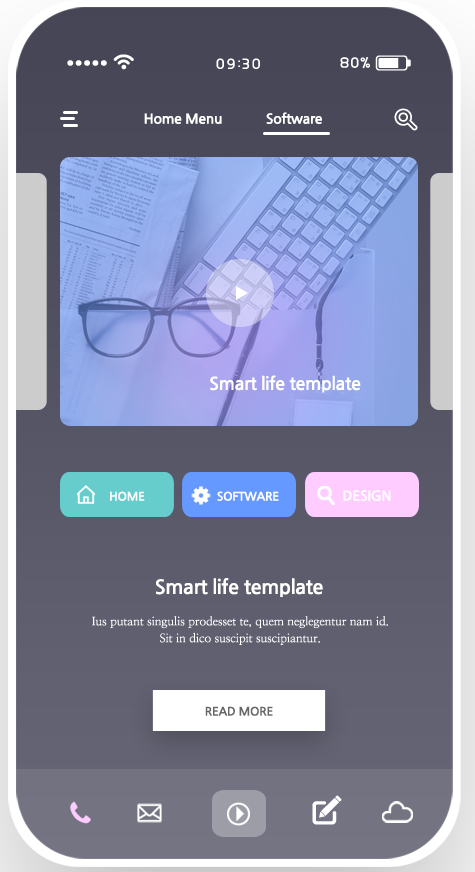 09:30
80%
Home Menu
Software
Smart life template
HOME
SOFTWARE
DESIGN
Smart life template
Ius putant singulis prodesset te, quem neglegentur nam id.
Sit in dico suscipit suscipiantur.
READ MORE